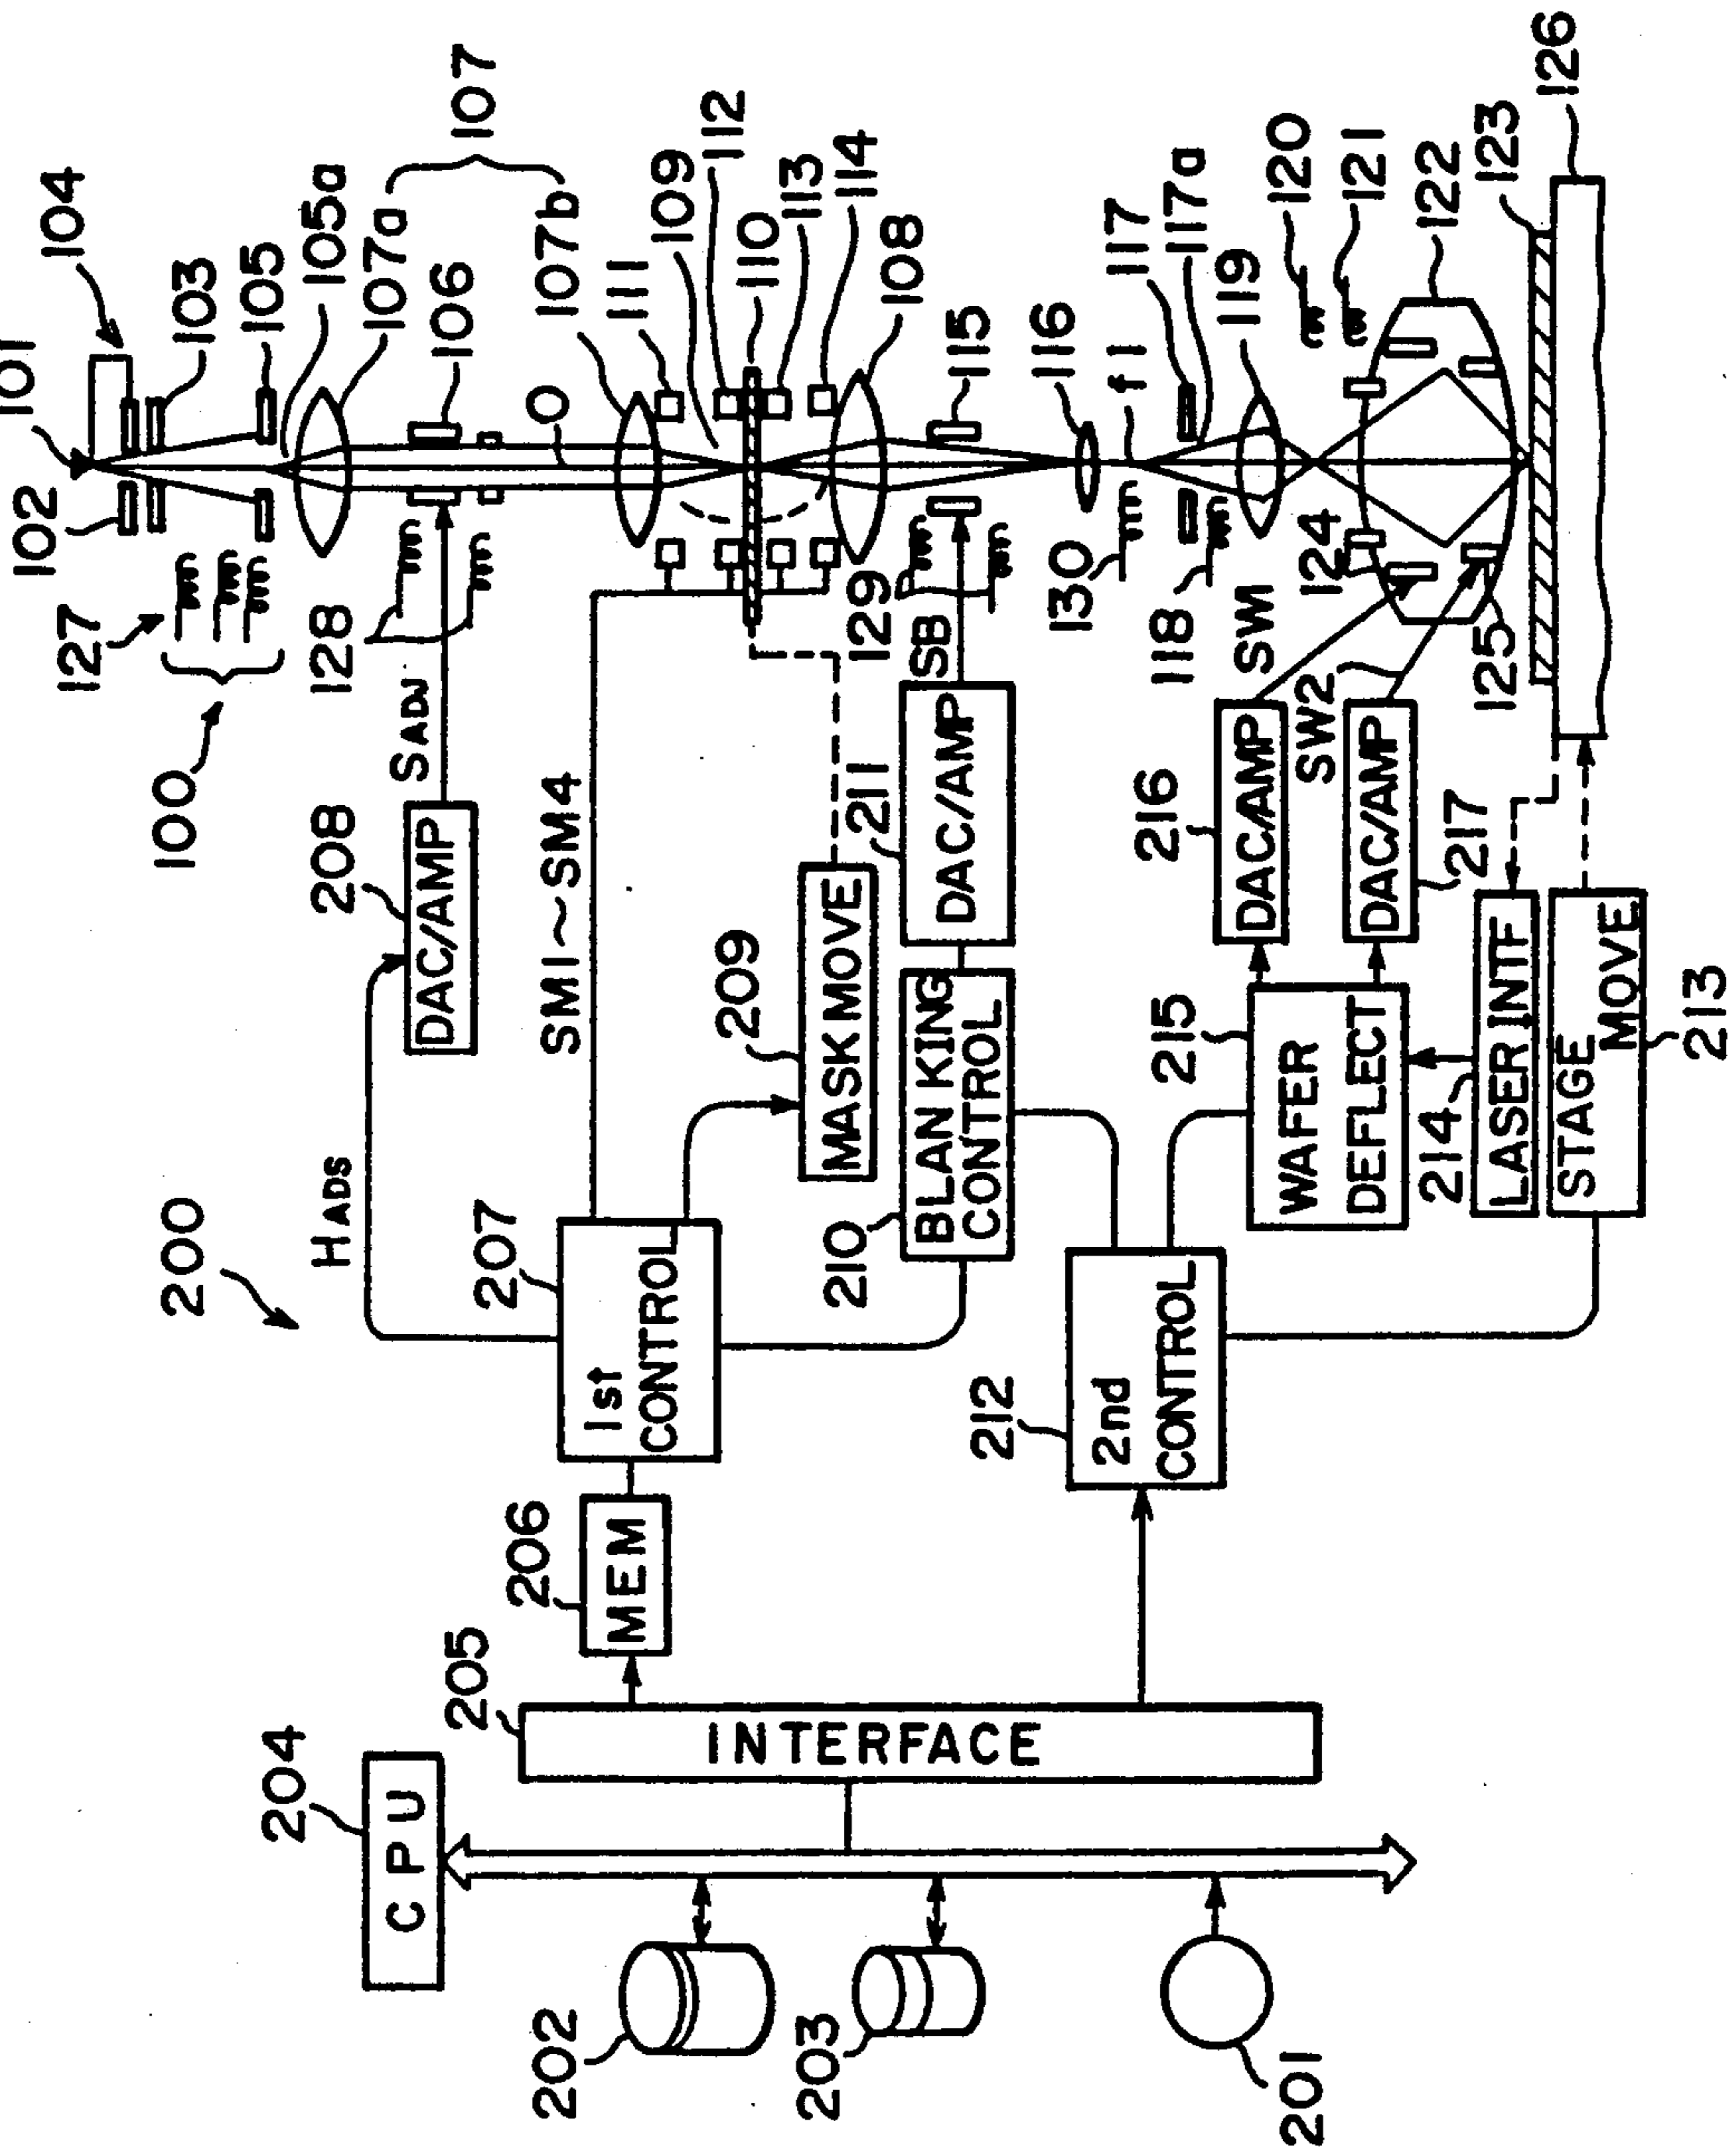 101
104
102
103
127
105
105a
107a
107
100
128
106
SADJ
208
DAC/AMP
HADS
200
O
107b
111
109
112
110
113
114
108
SM1~SM4
207
1st
CONTROL
209
MASK MOVE
129
SB
211
DAC/AMP
115
116
210
BLANKING
CONTROL
206
MEM
205
INTERFACE
204
CPU
202
203
201
130
f1
117
117a
118
119
120
121
122
123
124
125
126
SW1
SW2
216
DAC/AMP
217
DAC/AMP
215
WAFER
DEFLECT
214
LASER INTF
STAGE
MOVE
213
212
2nd
CONTROL